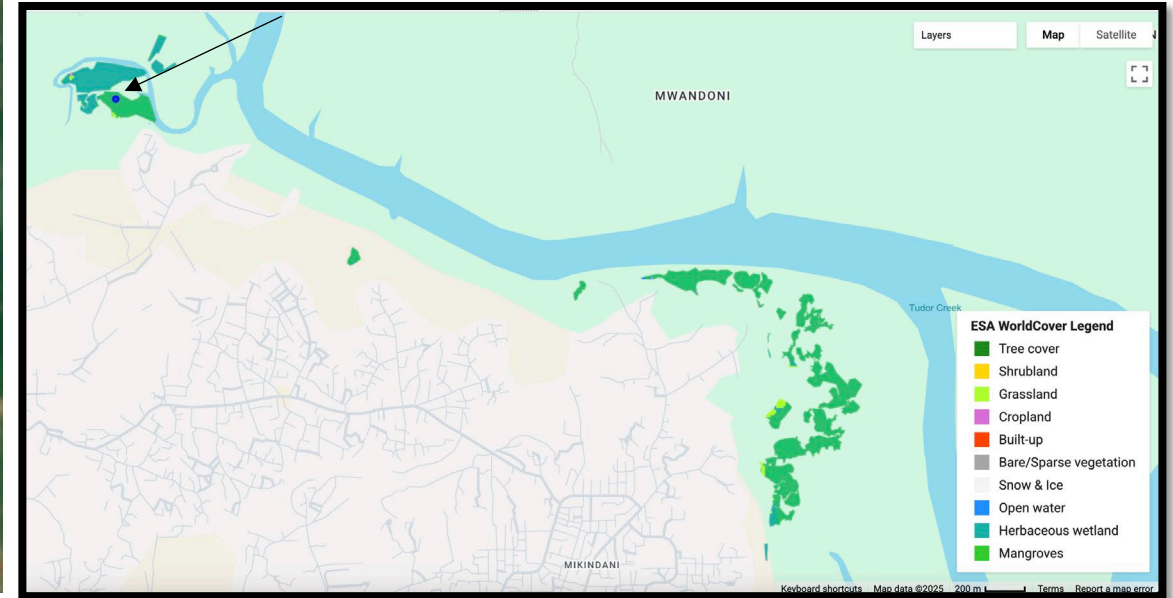 Layers
Map Satellite
MWANDONI
Tudor Creek
ESA WorldCover Legend
Tree cover
Shrubland
Grassland
Cropland
Built-up
Bare/Sparse vegetation
Snow & Ice
Open water
Herbaceous wetland
Mangroves
MIKINDANI
Keyboard shortcuts Map data ©2025 200 m Terms Report a map error